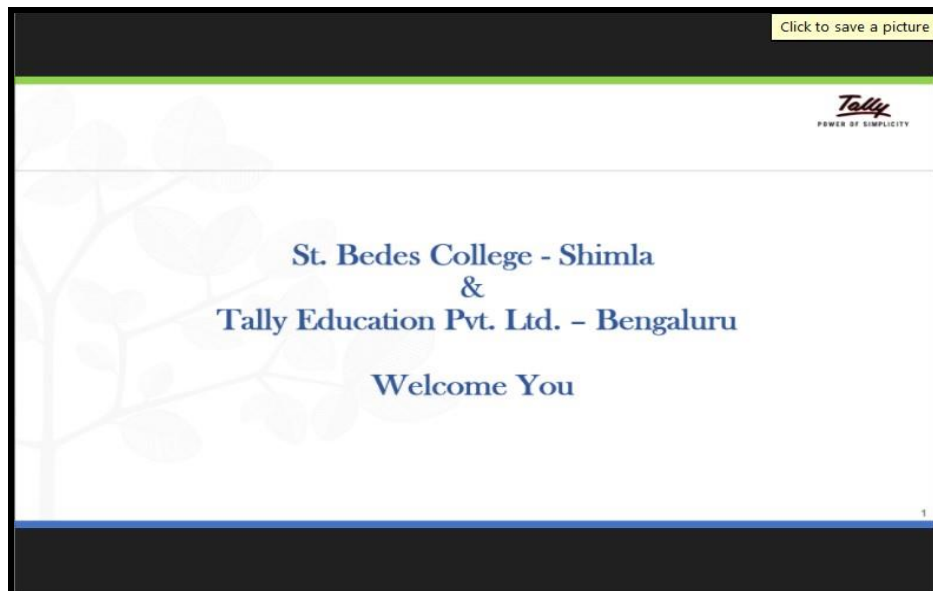 Click to save a picture
Tally
POWER OF SIMPLICITY
St. Bedes College - Shimla
&
Tally Education Pvt. Ltd. – Bengaluru
Welcome You
1